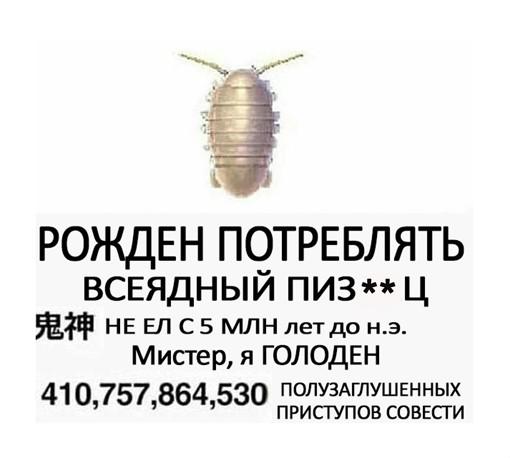 РОЖДЕН ПОТРЕБЛЯТЬ
ВСЕЯДНЫЙ ПИЗ**Ц
鬼神 НЕ ЕЛ С 5 МЛН лет до н.э.
Мистер, я ГОЛОДЕН
410,757,864,530 ПОЛУЗАГЛУШЕННЫХ
ПРИСТУПОВ СОВЕСТИ